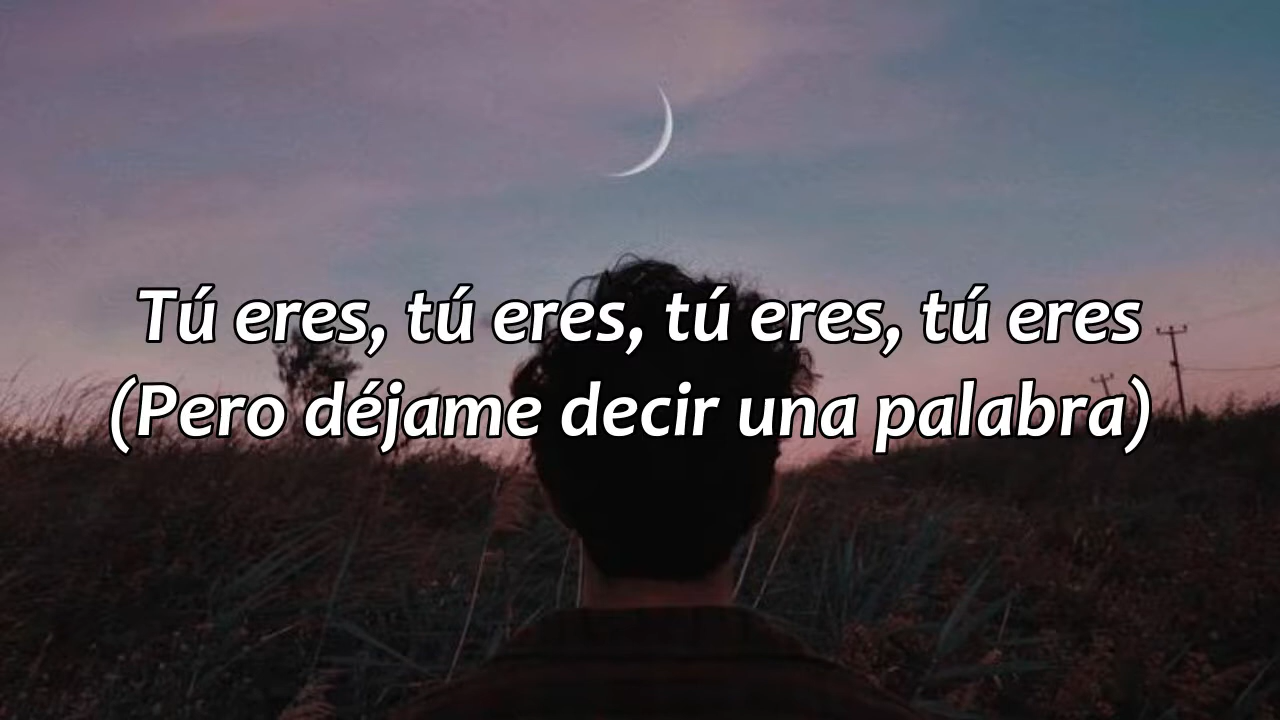 Tú eres, tú eres, tú eres, tú eres
(Pero déjame decir una palabra)